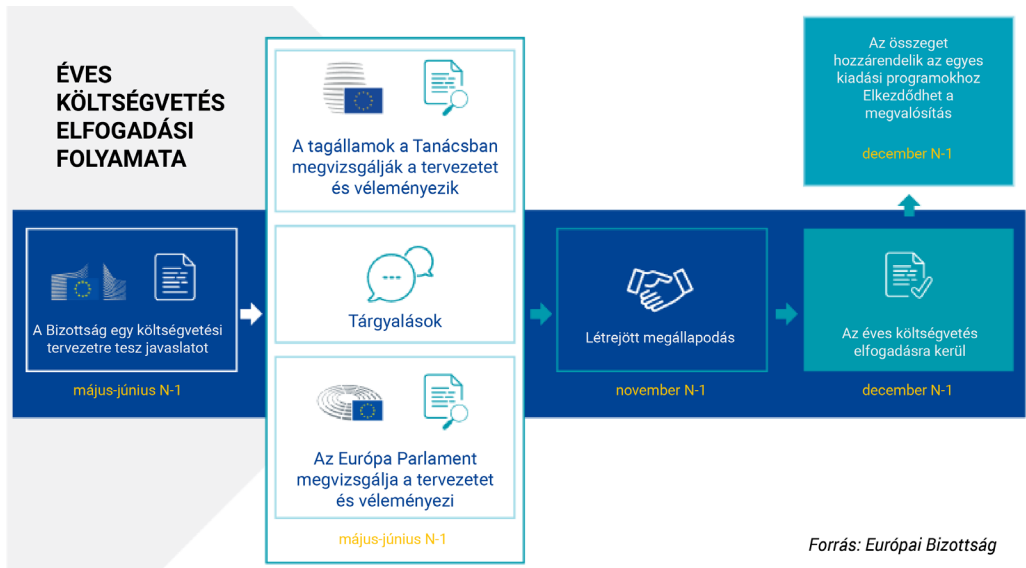 ÉVES
KÖLTSÉGVETÉS
ELFOGADÁSI
FOLYAMATA
A Bizottság egy költségvetési
tervezetre tesz javaslatot
május-június N-1
A tagállamok a Tanácsban
megvizsgálják a tervezetet
és véleményezik
Tárgyalások
Az Európa Parlament
megvizsgálja a tervezetet
és véleményezi
május-június N-1
Létrejött megállapodás
november N-1
Az éves költségvetés
elfogadásra kerül
december N-1
Az összeget
hozzárendelik az egyes
kiadási programokhoz
Elkezdődhet a
megvalósítás
december N-1
Forrás: Európai Bizottság